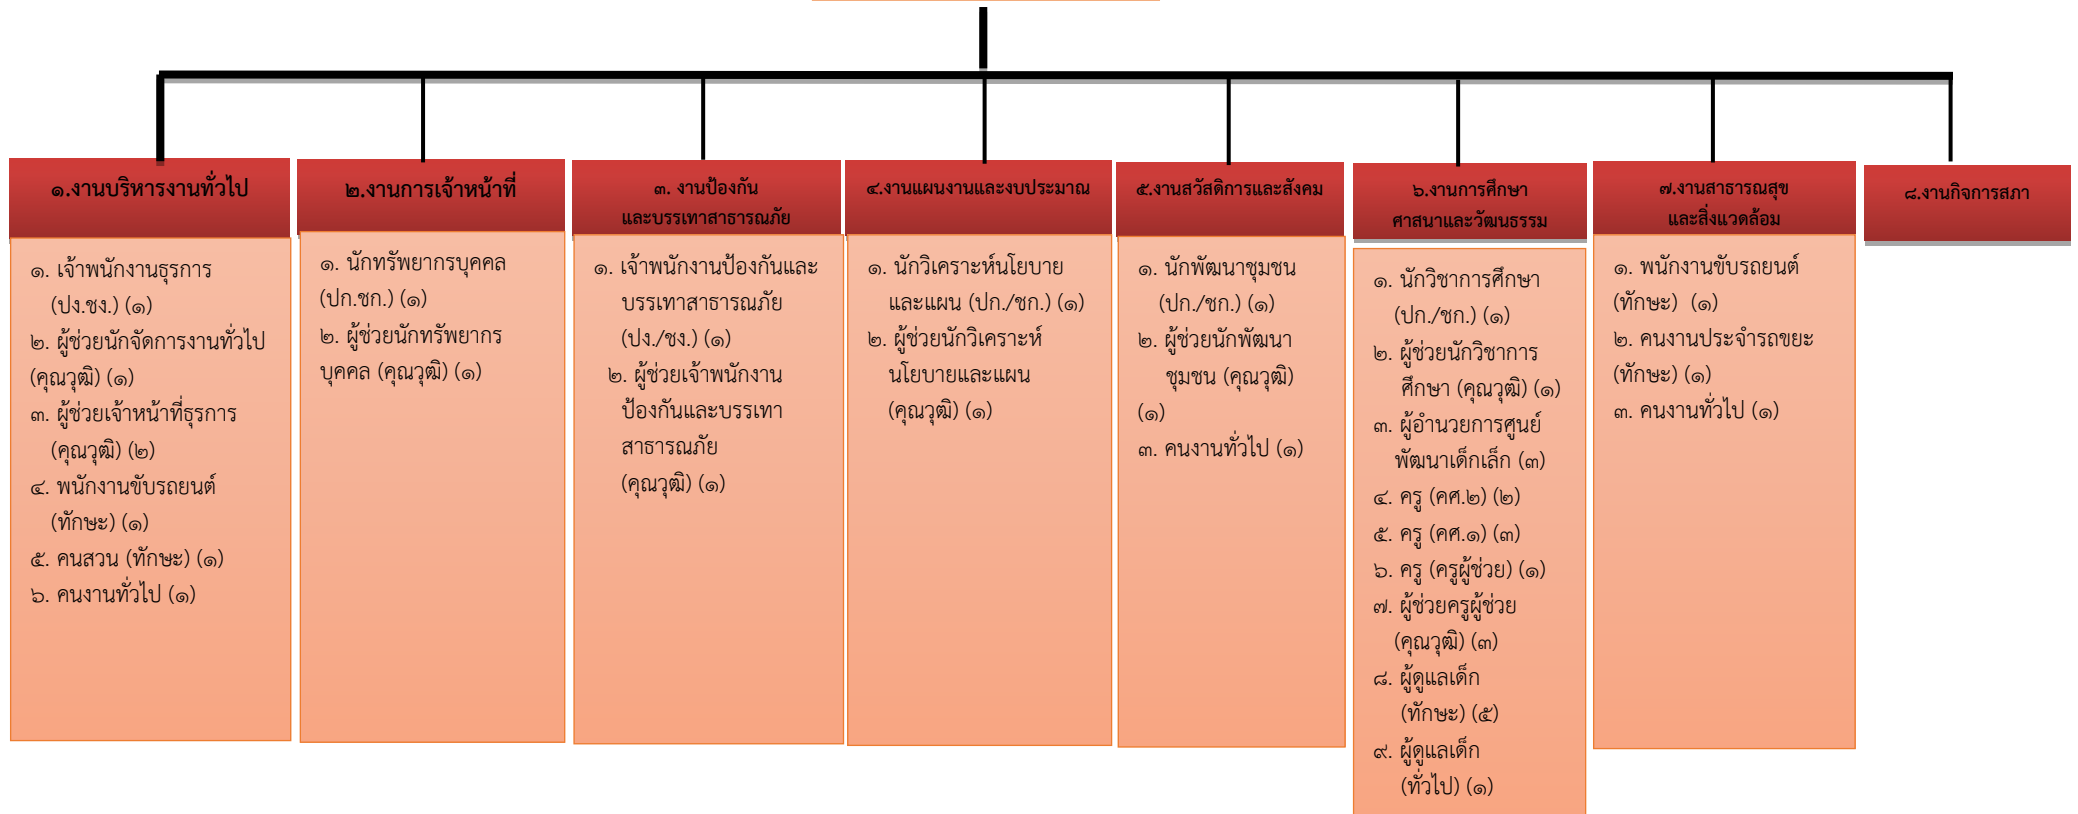 ๑.งานบริหารงานทั่วไป
๑. เจ้าพนักงานธุรการ
(ปง.ชง.) (๑)
๒. ผู้ช่วยนักจัดการงานทั่วไป
(คุณวุฒิ) (๑)
๓. ผู้ช่วยเจ้าหน้าที่ธุรการ
(คุณวุฒิ) (๒)
๔. พนักงานขับรถยนต์
(ทักษะ) (๑)
๕. คนสวน (ทักษะ) (๑)
๖. คนงานทั่วไป (๑)
๒.งานการเจ้าหน้าที่
๑. นักทรัพยากรบุคคล
(ปก.ชก.) (๑)
๒. ผู้ช่วยนักทรัพยากร
บุคคล (คุณวุฒิ) (๑)
๓. งานป้องกัน
และบรรเทาสาธารณภัย
๑. เจ้าพนักงานป้องกันและ
บรรเทาสาธารณภัย
(ปง./ชง.) (๑)
๒. ผู้ช่วยเจ้าพนักงาน
ป้องกันและบรรเทา
สาธารณภัย
(คุณวุฒิ) (๑)
๔.งานแผนงานและงบประมาณ
๑. นักวิเคราะห์นโยบาย
และแผน (ปก./ชก.) (๑)
๒. ผู้ช่วยนักวิเคราะห์
นโยบายและแผน
(คุณวุฒิ) (๑)
๕.งานสวัสดิการและสังคม
๑. นักพัฒนาชุมชน
(ปก./ชก.) (๑)
๒. ผู้ช่วยนักพัฒนา
ชุมชน (คุณวุฒิ)
(๑)
๓. คนงานทั่วไป (๑)
๖.งานการศึกษา
ศาสนาและวัฒนธรรม
๑. นักวิชาการศึกษา
(ปก./ชก.) (๑)
๒. ผู้ช่วยนักวิชาการ
ศึกษา (คุณวุฒิ) (๑)
๓. ผู้อำนวยการศูนย์
พัฒนาเด็กเล็ก (๓)
๔. ครู (คศ.๒) (๒)
๕. ครู (คศ.๑) (๓)
๖. ครู (ครูผู้ช่วย) (๑)
๗. ผู้ช่วยครูผู้ช่วย
(คุณวุฒิ) (๓)
๘. ผู้ดูแลเด็ก
(ทักษะ) (๕)
๙. ผู้ดูแลเด็ก
(ทั่วไป) (๑)
๗.งานสาธารณสุข
และสิ่งแวดล้อม
๑. พนักงานขับรถยนต์
(ทักษะ) (๑)
๒. คนงานประจำรถขยะ
(ทักษะ) (๑)
๓. คนงานทั่วไป (๑)
๘.งานกิจการสภา